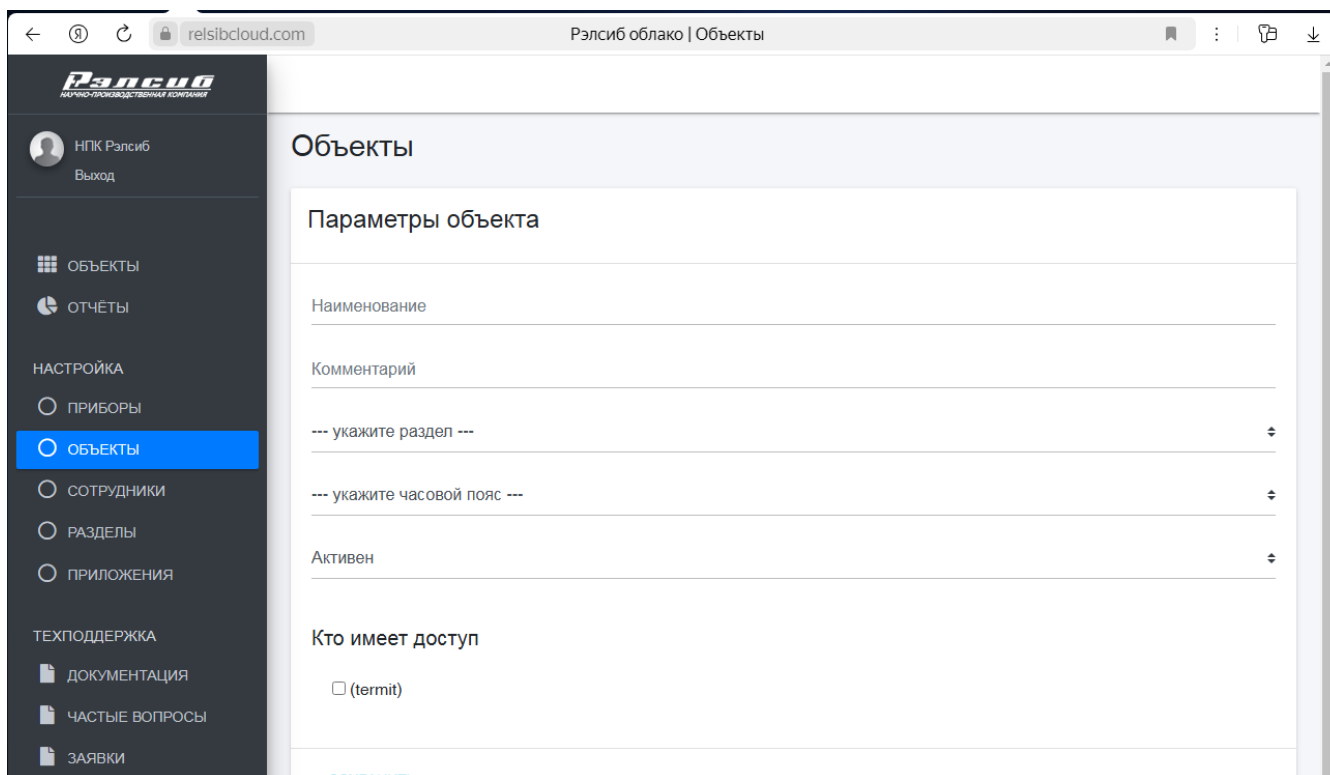 relsibcloud.com
Рэлсиб облако | Объекты
Рэлсиб
НАУЧНО-ПРОИЗВОДСТВЕННАЯ КОМПАНИЯ
НПК Рэлсиб
Выход
ОБЪЕКТЫ
ОТЧЁТЫ
НАСТРОЙКА
ПРИБОРЫ
ОБЪЕКТЫ
СОТРУДНИКИ
РАЗДЕЛЫ
ПРИЛОЖЕНИЯ
ТЕХПОДДЕРЖКА
ДОКУМЕНТАЦИЯ
ЧАСТЫЕ ВОПРОСЫ
ЗАЯВКИ
Объекты
Параметры объекта
Наименование
Комментарий
--- укажите раздел ---
--- укажите часовой пояс ---
Активен
Кто имеет доступ
(termit)